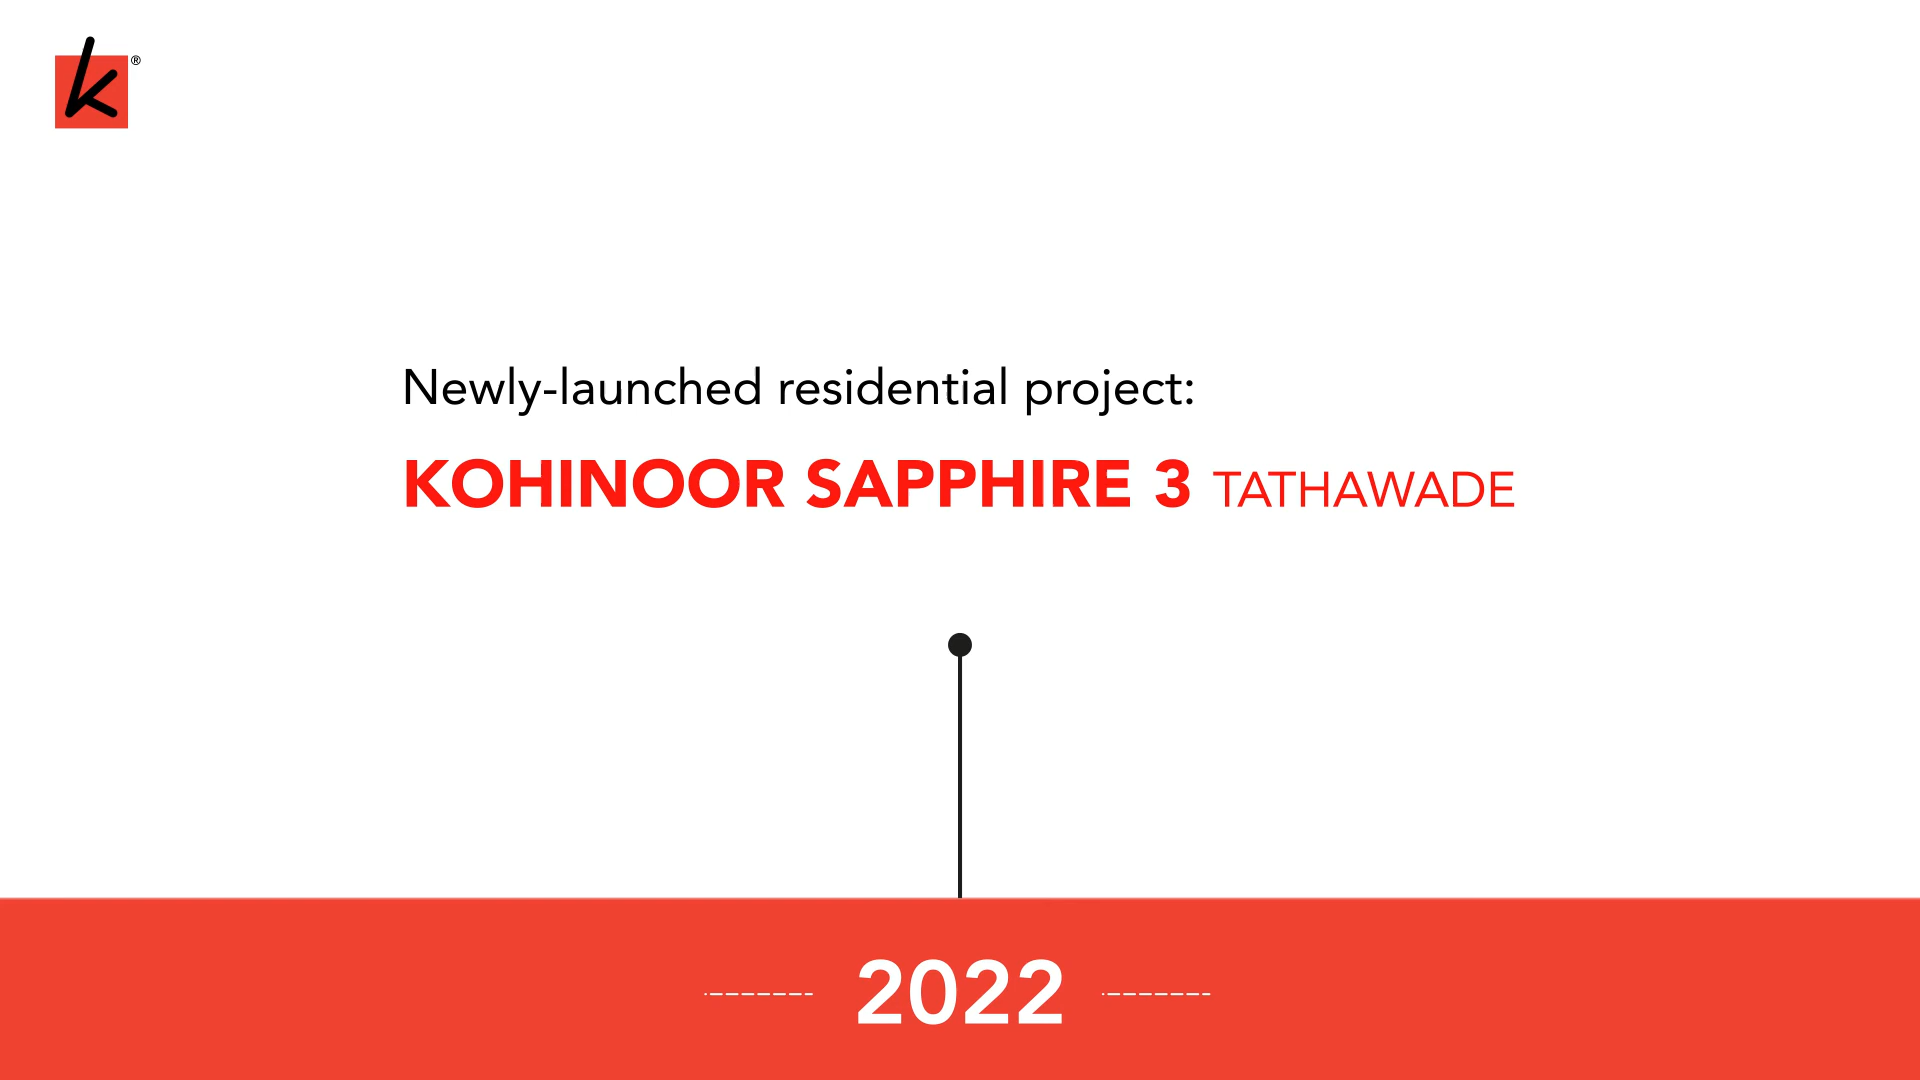 k®
Newly-launched residential project:
KOHINOOR SAPPHIRE 3 TATHAWADE
2022